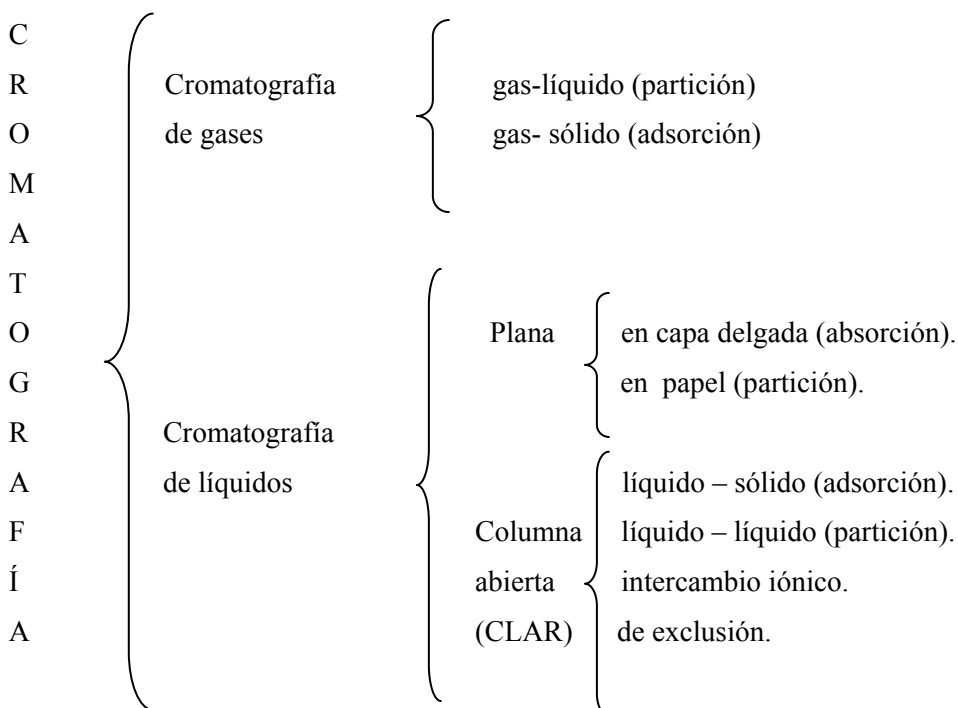 CROMATOGRAFÍA
Cromatografía
de gases
gas-líquido (partición)
gas- sólido (adsorción)
Cromatografía
de líquidos
Plana
en capa delgada (absorción).
en papel (partición).
Columna
abierta
(CLAR)
líquido – sólido (adsorción).
líquido – líquido (partición).
intercambio iónico.
de exclusión.